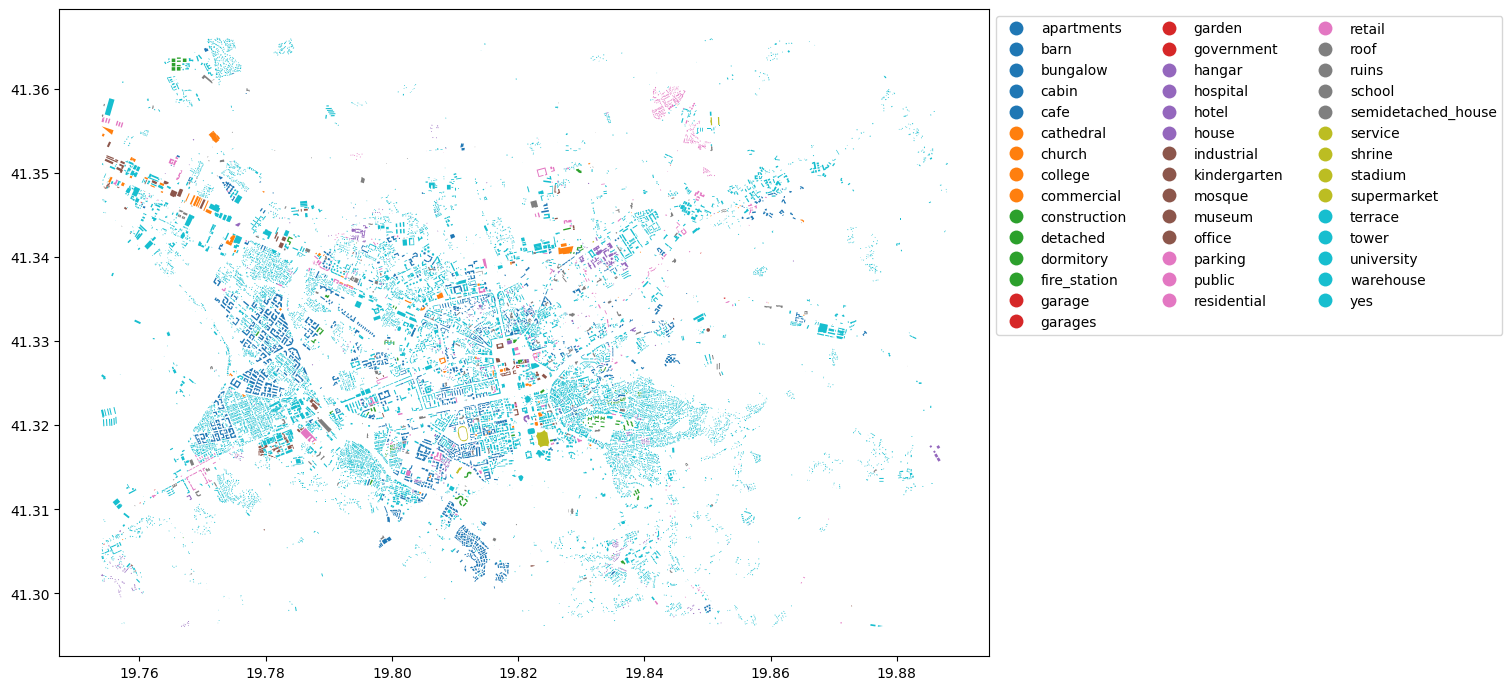 41.36
41.35
41.34
41.33
41.32
41.31
41.30
19.76
19.78
19.80
19.82
19.84
19.86
19.88
apartments
barn
bungalow
cabin
cafe
cathedral
church
college
commercial
construction
detached
dormitory
fire_station
garage
garages
garden
government
hangar
hospital
hotel
house
industrial
kindergarten
mosque
museum
office
parking
public
residential
retail
roof
ruins
school
semidetached_house
service
shrine
stadium
supermarket
terrace
tower
university
warehouse
yes